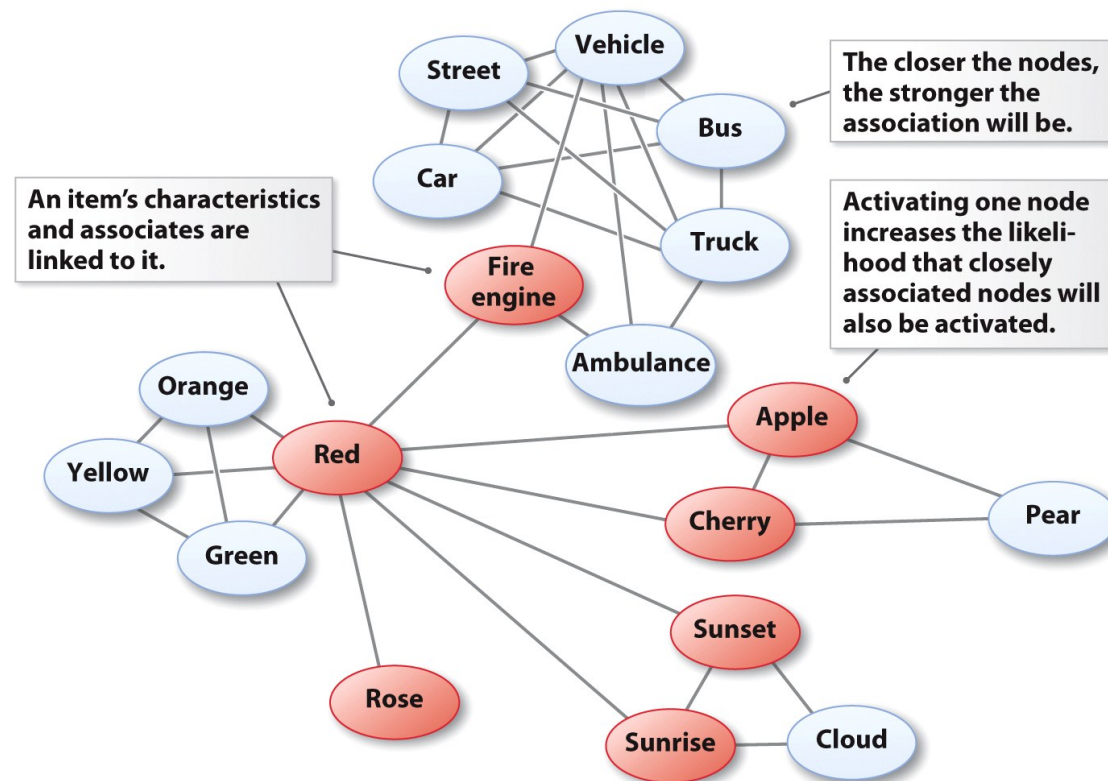 Vehicle
Street
Bus
Car
Truck
Fire
engine
Ambulance
The closer the nodes,
the stronger the
association will be.
An item’s characteristics
and associates are
linked to it.
Activating one node
increases the likeli-
hood that closely
associated nodes will
also be activated.
Orange
Red
Yellow
Green
Apple
Cherry
Pear
Sunset
Rose
Sunrise
Cloud